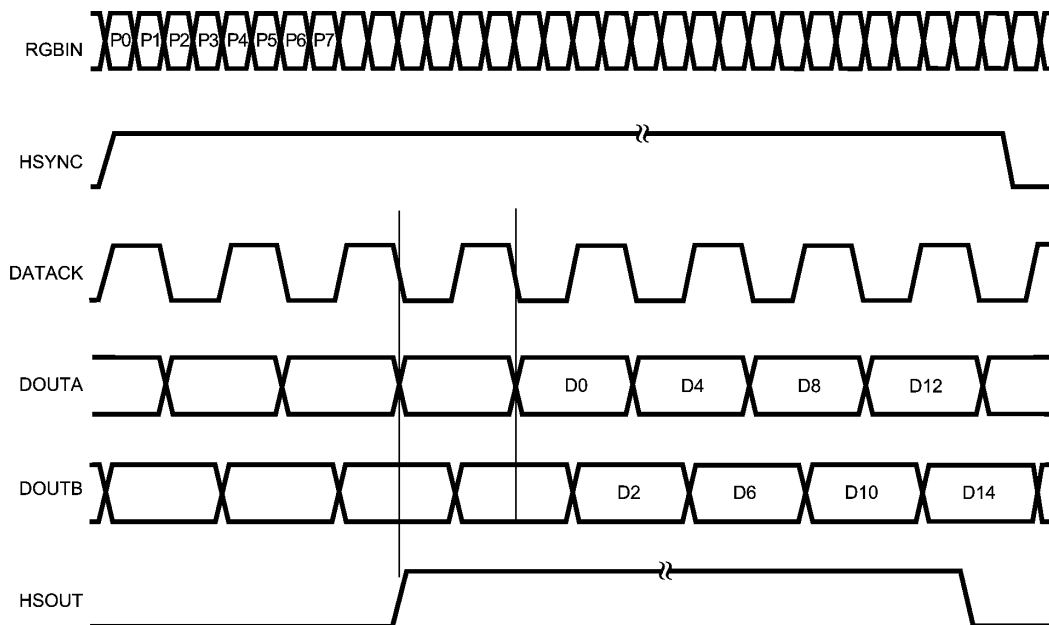 RGBIN P0 P1 P2 P3 P4 P5 P6 P7
HSYNC
DATACK
DOUTA D0 D4 D8 D12
DOUTB D2 D6 D10 D14
HSOUT